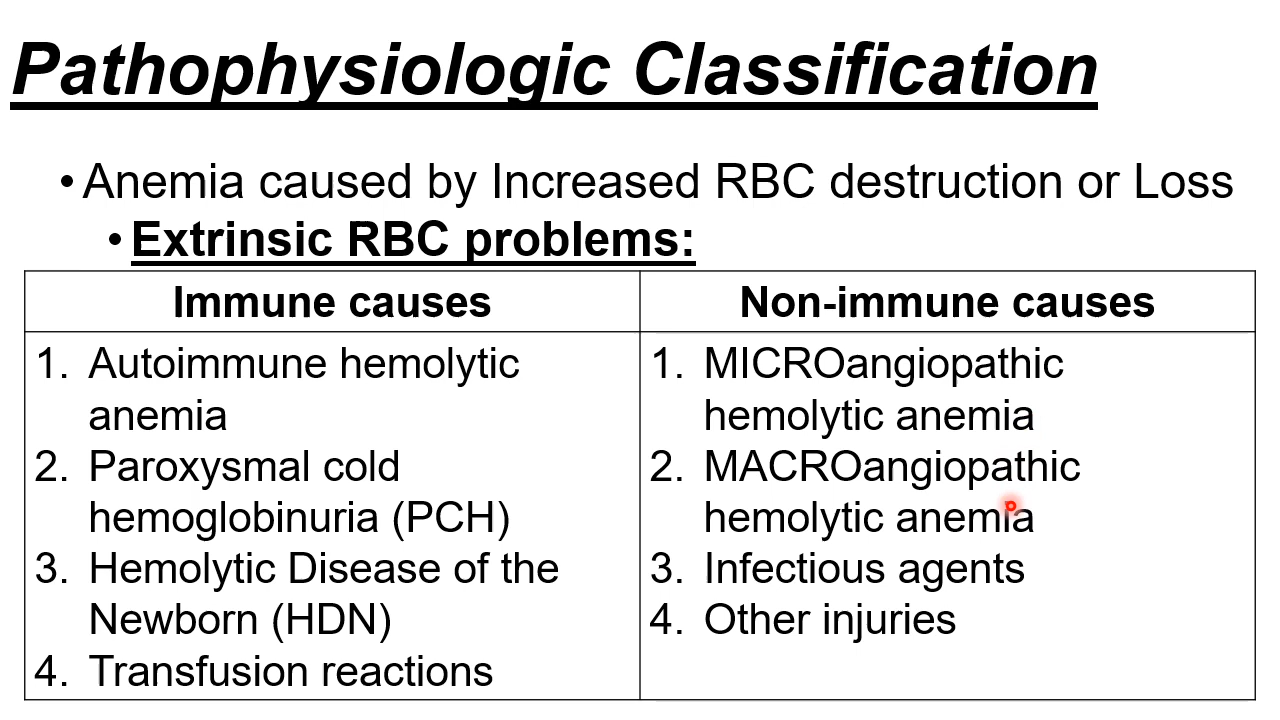 Pathophysiologic Classification
• Anemia caused by Increased RBC destruction or Loss
• Extrinsic RBC problems:
Immune causes
1. Autoimmune hemolytic
anemia
2. Paroxysmal cold
hemoglobinuria (PCH)
3. Hemolytic Disease of the
Newborn (HDN)
4. Transfusion reactions
Non-immune causes
1. MICROangiopathic
hemolytic anemia
2. MACROangiopathic
hemolytic anemia
3. Infectious agents
4. Other injuries